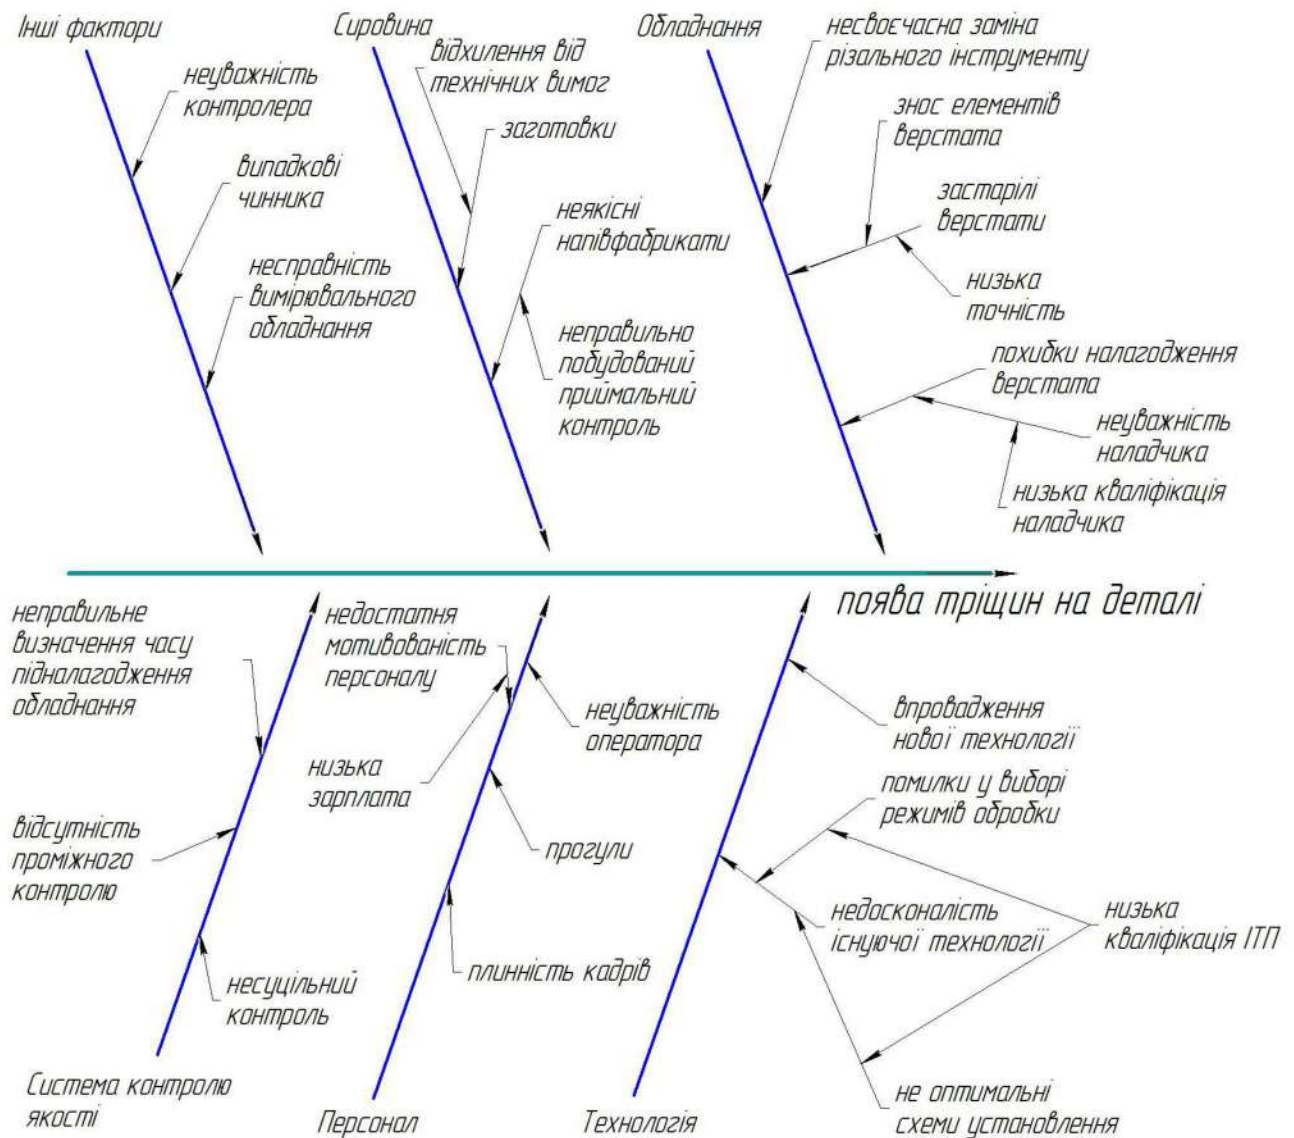 Інші фактори
неуважність
контролера
випадкові
чинника
несправність
вимірювального
обладнання
Сировина
відхилення від
технічних вимог
заготовки
неякісні
напівфабрикати
неправильно
побудований
приймальний
контроль
Обладнання
несвоєчасна заміна
різального інструменту
знос елементів
верстата
застарілі
верстати
низька
точність
похибки налагодження
верстата
неуважність
наладчика
низька кваліфікація
наладчика
поява тріщин на деталі
неправильне
визначення часу
підналагодження
обладнання
відсутність
проміжного
контролю
несуцільний
контроль
Система контролю
якості
недостатня
мотивованість
персоналу
неуважність
оператора
низька
зарплата
прогули
плинність кадрів
Персонал
впровадження
нової технології
помилки у виборі
режимів обробки
недосконалість
існуючої технології
низька
кваліфікація ІТП
не оптимальні
схеми установлення
Технологія